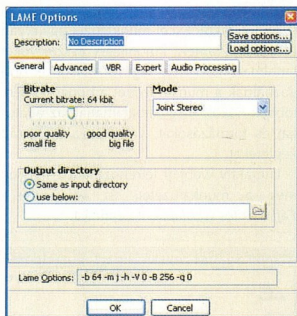 LAME Options
Description: No Description
Save options...
Load options...
General Advanced VBR Expert Audio Processing
Bitrate
Current bitrate: 64 kbit
poor quality good quality
small file big file
Mode
Joint Stereo
Output directory
Same as input directory
use below:
Lame Options: -b 64 -m j -h -V 0 -B 256 -q 0
OK Cancel